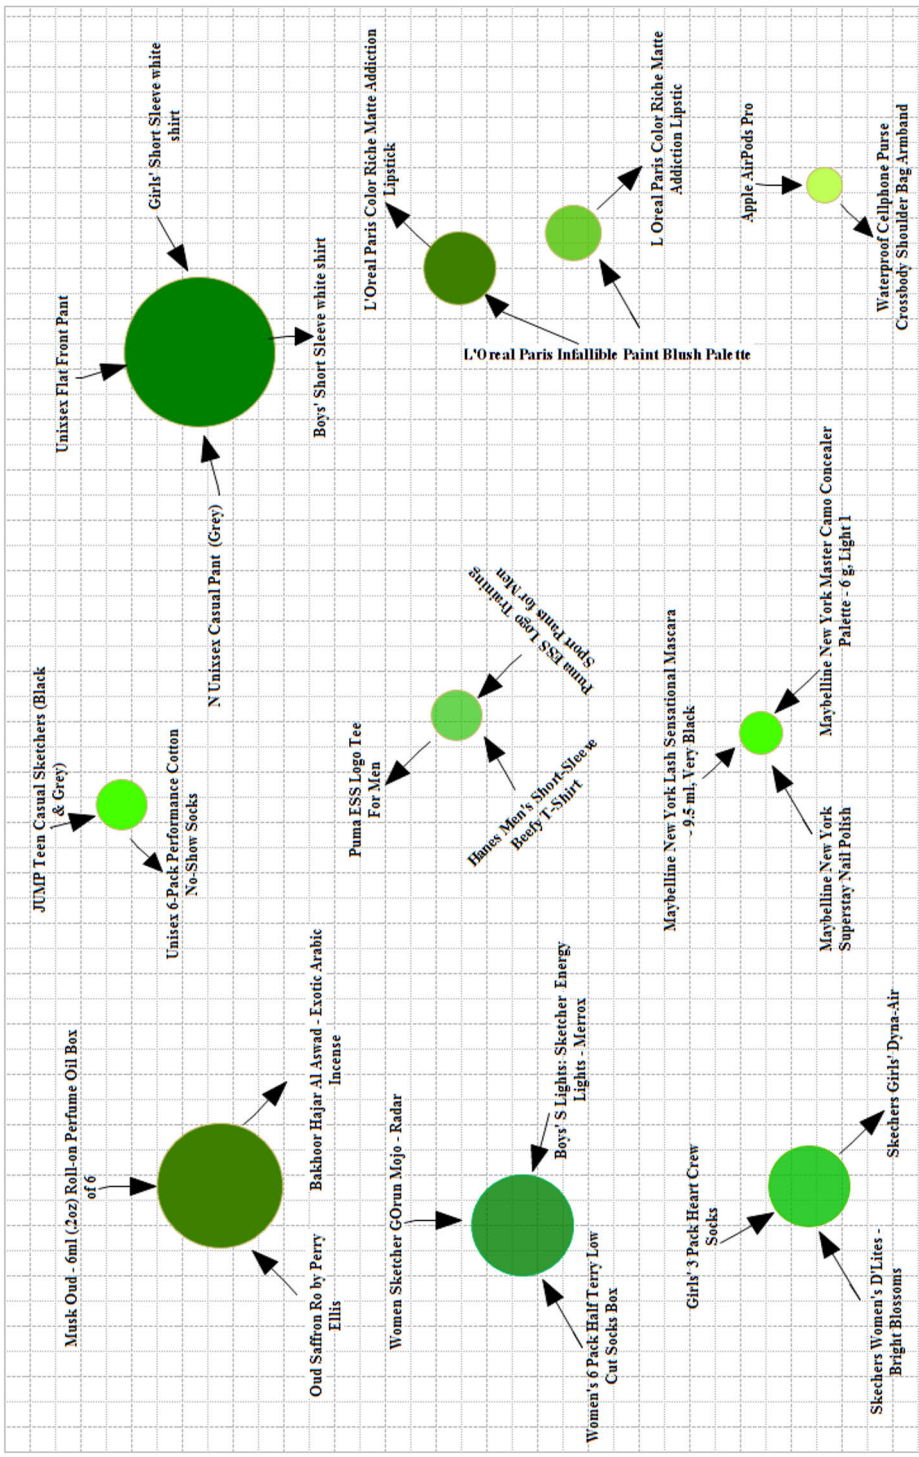 Musk Oud - 6ml (.2oz) Roll-on Perfume Oil Box
of 6
Oud Saffron Ro by Perry
Ellis
Bakhoor Hajar Al Aswad - Exotic Arabic
Incense
JUMP Teen Casual Sketchers (Black
& Grey)
Unisex 6-Pack Performance Cotton
No-Show Socks
Unixsex Flat Front Pant
Girls' Short Sleeve white
shirt
N Unixsex Casual Pant (Grey)
Boys' Short Sleeve white shirt
Women Sketcher GOrun Mojo - Radar
Women's 6 Pack Half Terry Low
Cut Socks Box
Boys' S Lights: Sketcher Energy
Lights - Merrox
Puma ESS Logo Tee
For Men
Hanes Men's Short-Sleeve
Beefy T-Shirt
Puma ESS Logo Training
Sport Pants for Men
L'Oreal Paris Color Riche Matte Addiction
Lipstick
L'Oreal Paris Infallible Paint Blush Palette
L Oreal Paris Color Riche Matte
Addiction Lipstic
Girls' 3 Pack Heart Crew
Socks
Skechers Women's D'Lites -
Bright Blossoms
Skechers Girls' Dyna-Air
Maybelline New York Lash Sensational Mascara
- 9.5 ml, Very Black
Maybelline New York
Superstay Nail Polish
Maybelline New York Master Camo Concealer
Palette - 6 g, Light 1
Apple AirPods Pro
Waterproof Cellphone Purse
Crossbody Shoulder Bag Armband